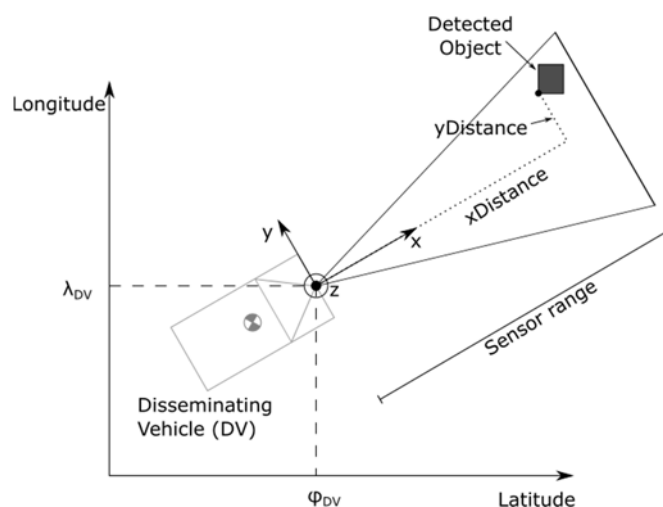 Detected
Object
Longitude
yDistance
xDistance
y
x
λDV
z
Sensor range
Disseminating
Vehicle (DV)
φDV
Latitude